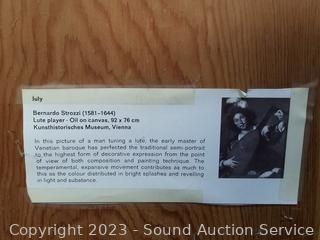 July
Bernardo Strozzi (1581-1644)
Lute player · Oil on canvas, 92 x 76 cm
Kunsthistorisches Museum, Vienna
In this picture of a man tuning a lute, the early master of
Venetian baroque has perfected the traditional semi-portrait
to the highest form of decorative expression from the point
of view of both composition and painting technique. The
temperamental, expansive movement contributes as much to
this as the colour distributed in bright splashes and revelling
in light and substance.
Copyright 2023 - Sound Auction Service